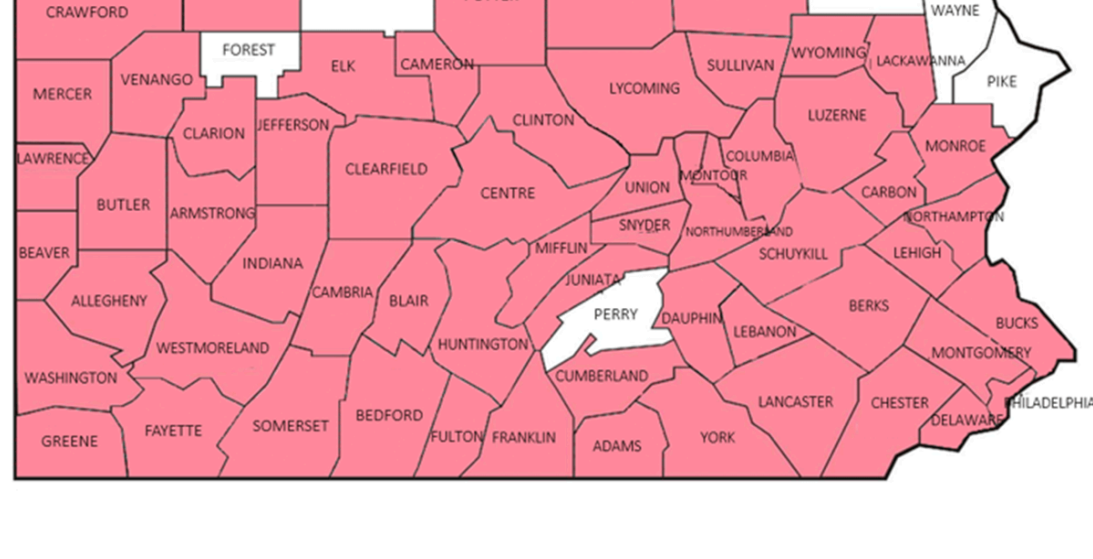 CRAWFORD
WAYNE
FOREST
ELK
CAMERON
VENANGO
MERCER
SULLIVAN
WYOMING
LACKAWANNA
PIKE
LYCOMING
LUZERNE
CLARION
JEFFERSON
CLINTON
MONROE
LAWRENCE
COLUMBIA
CLEARFIELD
MONTOUR
UNION
CENTRE
CARBON
BUTLER
ARMSTRONG
NORTHAMPTON
SNYDER
NORTHUMBERLAND
BEAVER
MIFFLIN
SCHUYKILL
LEHIGH
INDIANA
JUNIATA
CAMBRIA
ALLEGHENY
BLAIR
BERKS
PERRY
DAUPHIN
BUCKS
LEBANON
WESTMORELAND
HUNTINGTON
MONTGOMERY
WASHINGTON
CUMBERLAND
LANCASTER
CHESTER
PHILADELPHIA
BEDFORD
DELAWARE
SOMERSET
FAYETTE
GREENE
FULTON
FRANKLIN
ADAMS
YORK